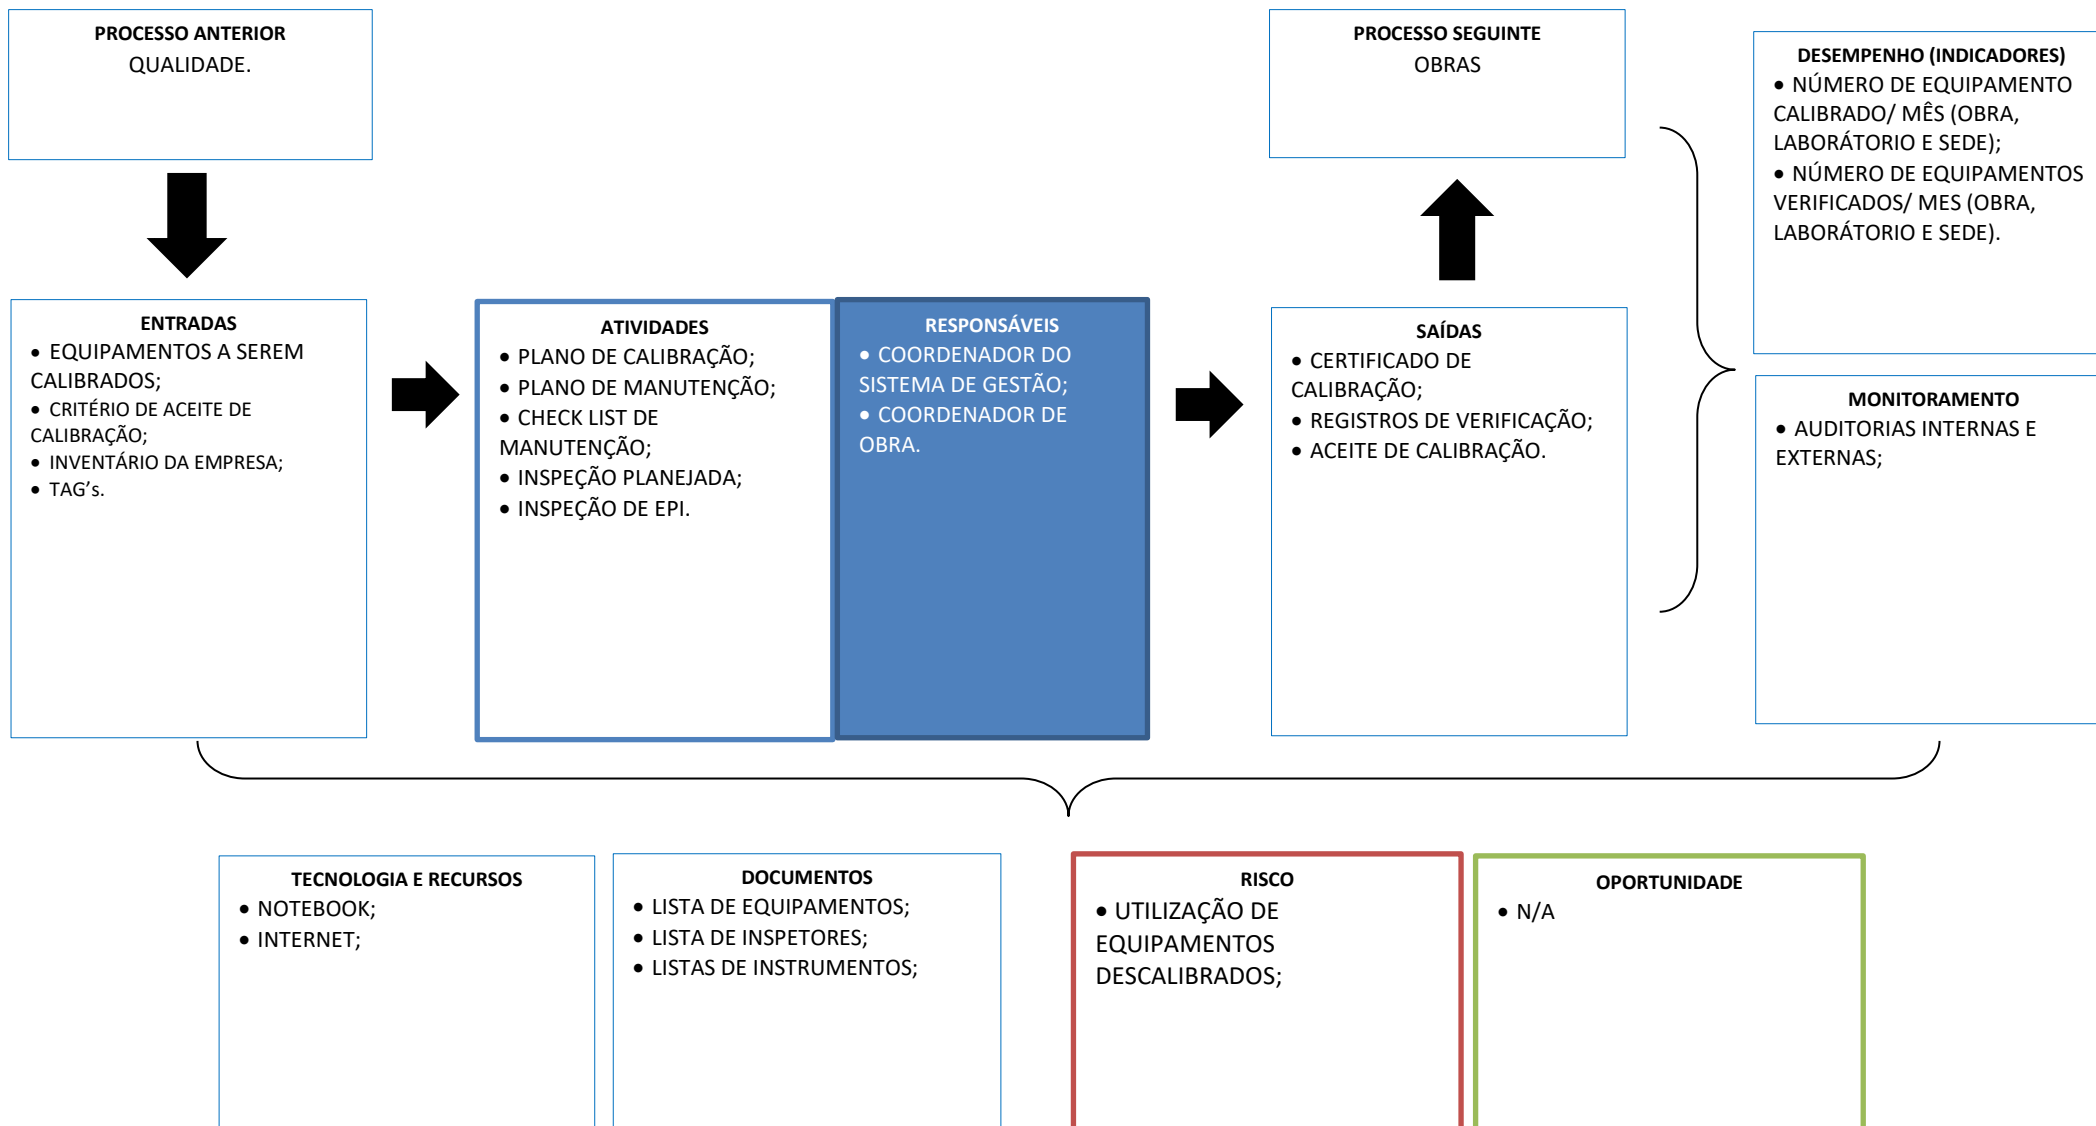 PROCESSO ANTERIOR
QUALIDADE.
PROCESSO SEGUINTE
OBRAS
DESEMPENHO (INDICADORES)
• NÚMERO DE EQUIPAMENTO
CALIBRADO/ MÊS (OBRA,
LABORÁTORIO E SEDE);
• NÚMERO DE EQUIPAMENTOS
VERIFICADOS/ MES (OBRA,
LABORÁTORIO E SEDE).
ENTRADAS
• EQUIPAMENTOS A SEREM
CALIBRADOS;
• CRITÉRIO DE ACEITE DE
CALIBRAÇÃO;
• INVENTÁRIO DA EMPRESA;
• TAG’s.
ATIVIDADES
• PLANO DE CALIBRAÇÃO;
• PLANO DE MANUTENÇÃO;
• CHECK LIST DE
MANUTENÇÃO;
• INSPEÇÃO PLANEJADA;
• INSPEÇÃO DE EPI.
RESPONSÁVEIS
• COORDENADOR DO
SISTEMA DE GESTÃO;
• COORDENADOR DE
OBRA.
SAÍDAS
• CERTIFICADO DE
CALIBRAÇÃO;
• REGISTROS DE VERIFICAÇÃO;
• ACEITE DE CALIBRAÇÃO.
MONITORAMENTO
• AUDITORIAS INTERNAS E
EXTERNAS;
TECNOLOGIA E RECURSOS
• NOTEBOOK;
• INTERNET;
DOCUMENTOS
• LISTA DE EQUIPAMENTOS;
• LISTA DE INSPETORES;
• LISTAS DE INSTRUMENTOS;
RISCO
• UTILIZAÇÃO DE
EQUIPAMENTOS
DESCALIBRADOS;
OPORTUNIDADE
• N/A